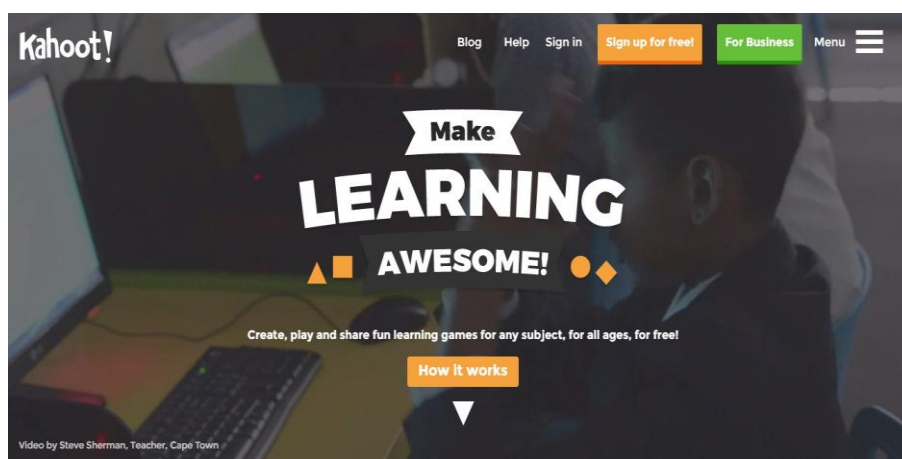 Kahoot!
Blog Help Sign in Sign up for free! For Business Menu
Make
LEARNING
AWESOME!
Create, play and share fun learning games for any subject, for all ages, for free!
How it works
Video by Steve Sherman, Teacher, Cape Town